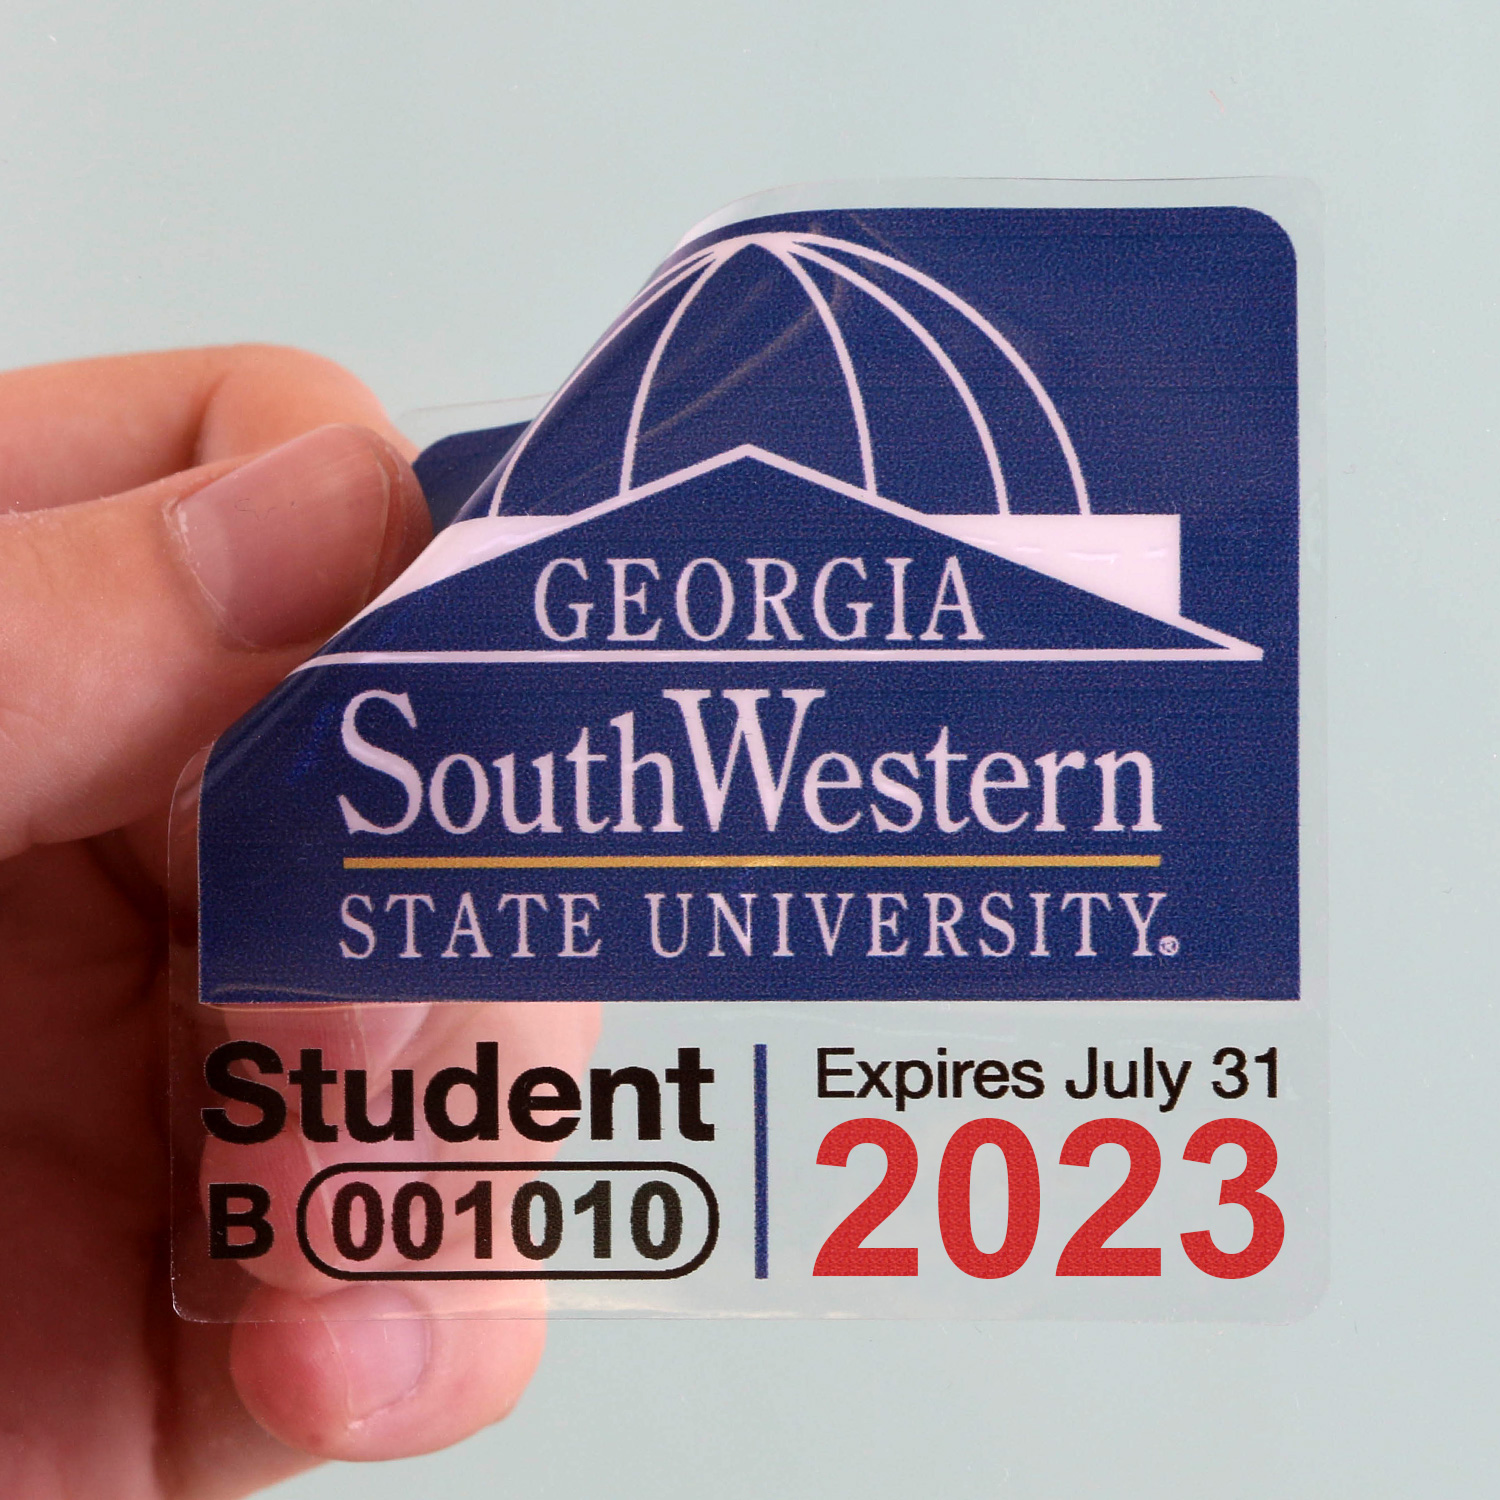 GEORGIA
SouthWestern
STATE UNIVERSITY®
Student
B 001010
Expires July 31
2023